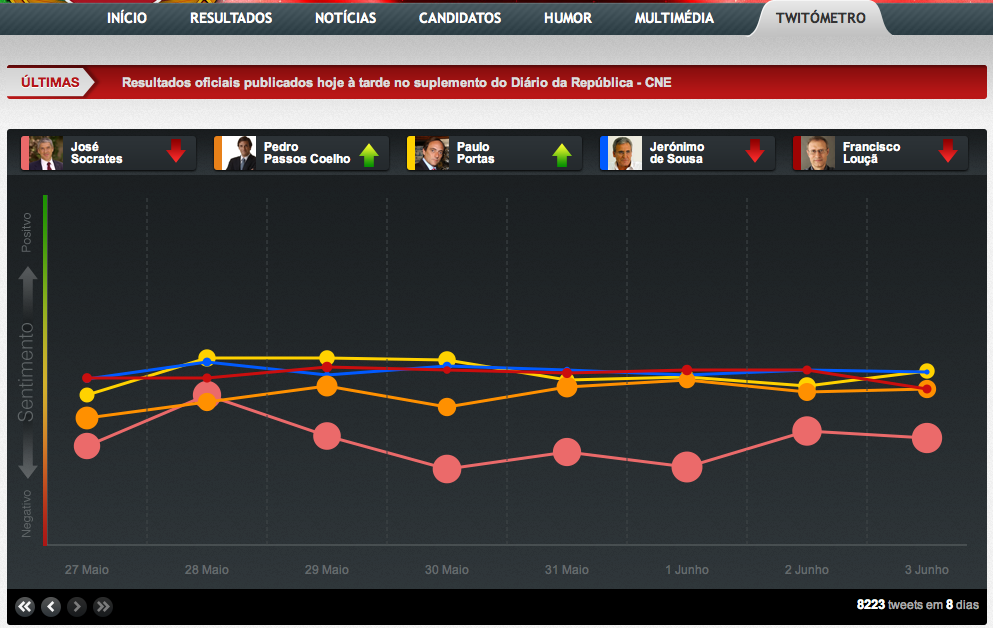 INÍCIO RESULTADOS NOTÍCIAS CANDIDATOS HUMOR MULTIMÉDIA TWITÓMETRO
ÚLTIMAS Resultados oficiais publicados hoje à tarde no suplemento do Diário da República - CNE
José
Socrates
Pedro
Passos Coelho
Paulo
Portas
Jerónimo
de Sousa
Francisco
Louçã
Positvo
Sentimento
Negativo
27 Maio 28 Maio 29 Maio 30 Maio 31 Maio 1 Junho 2 Junho 3 Junho
8223 tweets em 8 dias